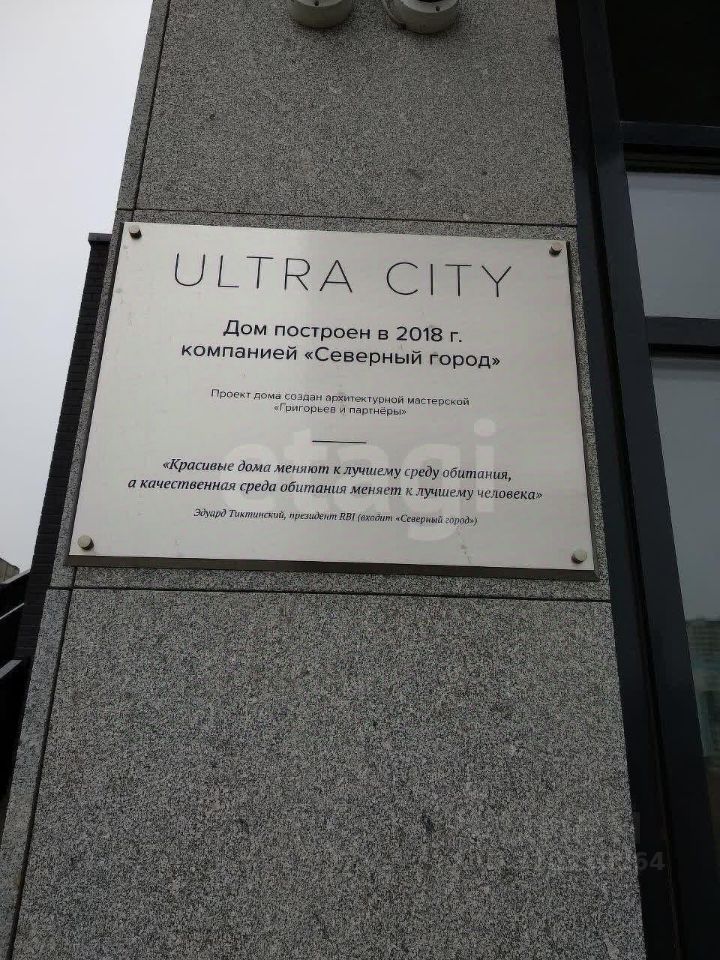 ULTRA CITY
Дом построен в 2018 г.
компанией «Северный город»
Проект дома создан архитектурной мастерской
«Григорьев и партнёры»
«Красивые дома меняют к лучшему среду обитания,
а качественная среда обитания меняет к лучшему человека»
Эдуард Тиктинский, президент RBI (входит «Северный город»)
etagi